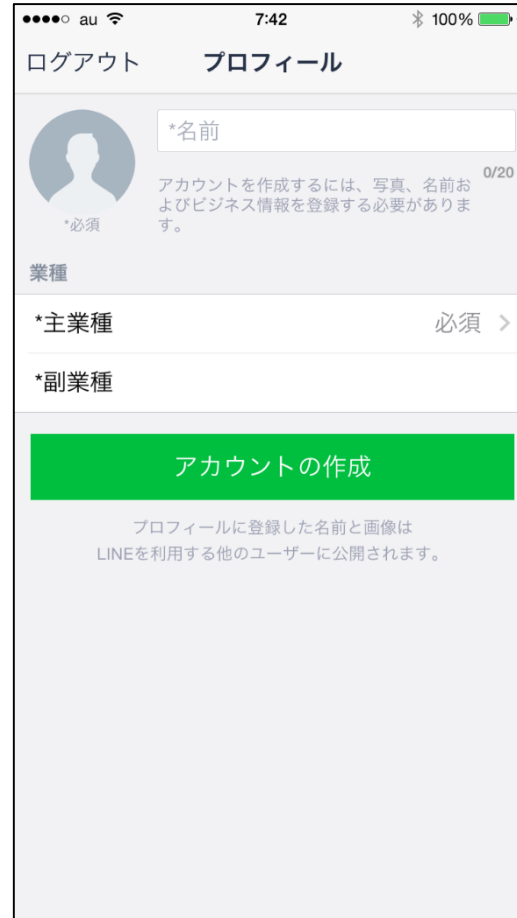 au 7:42 100%
ログアウト プロフィール
*名前
0/20
アカウントを作成するには、写真、名前お
よびビジネス情報を登録する必要がありま
す。
*必須
業種
*主業種 必須
*副業種
アカウントの作成
プロフィールに登録した名前と画像は
LINEを利用する他のユーザーに公開されます。